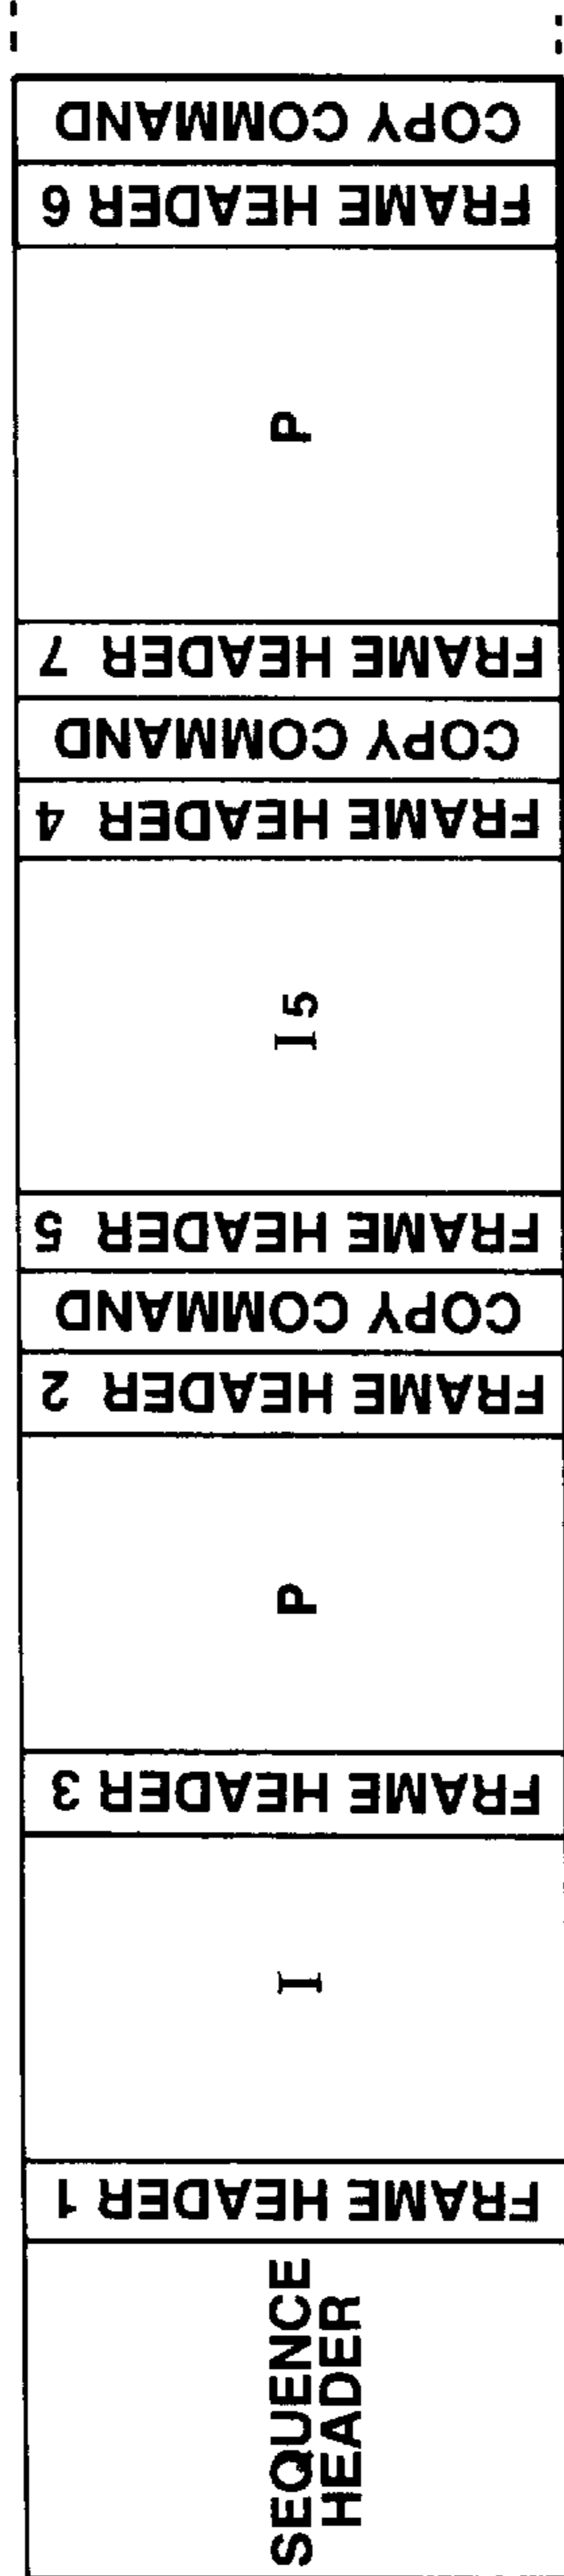 SEQUENCE
HEADER
FRAME HEADER 1
I
FRAME HEADER 3
P
FRAME HEADER 2
COPY COMMAND
FRAME HEADER 5
I 5
FRAME HEADER 4
COPY COMMAND
FRAME HEADER 7
P
FRAME HEADER 6
COPY COMMAND